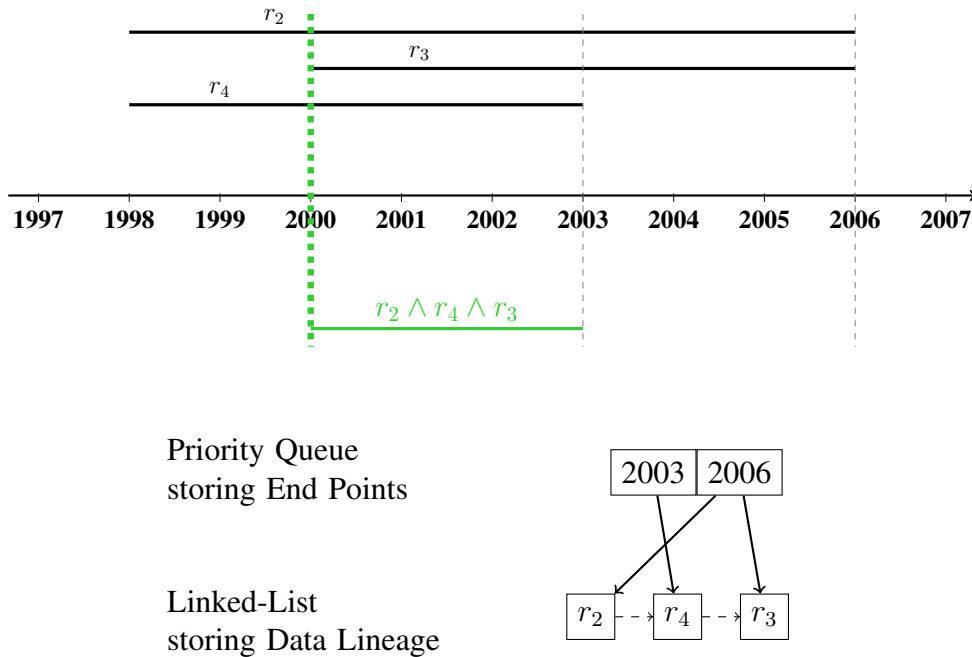 r₂
r₃
r₄
1997 1998 1999 2000 2001 2002 2003 2004 2005 2006 2007
r₂ ∧ r₄ ∧ r₃
Priority Queue
storing End Points
2003 2006
Linked-List
storing Data Lineage
r₂ r₄ r₃